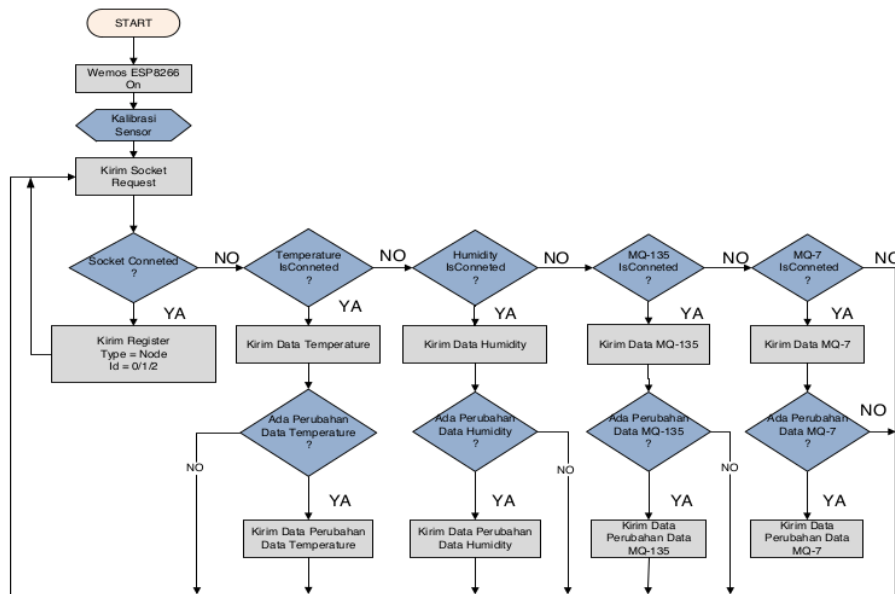 START
Wemos ESP8266
On
Kalibrasi
Sensor
Kirim Socket
Request
Socket Conneted
?
NO
YA
Kirim Register
Type = Node
Id = 0/1/2
Temperature
IsConneted
?
NO
YA
Kirim Data Temperature
Ada Perubahan
Data Temperature
?
NO
YA
Kirim Data Perubahan
Data Temperature
Humidity
IsConneted
?
NO
YA
Kirim Data Humidity
Ada Perubahan
Data Humidity
?
NO
YA
Kirim Data Perubahan
Data Humidity
MQ-135
IsConneted
?
NO
YA
Kirim Data MQ-135
Ada Perubahan
Data MQ-135
?
NO
YA
Kirim Data
Perubahan Data
MQ-135
MQ-7
IsConneted
?
NO
YA
Kirim Data MQ-7
Ada Perubahan
Data MQ-7
?
NO
YA
Kirim Data
Perubahan Data
MQ-7